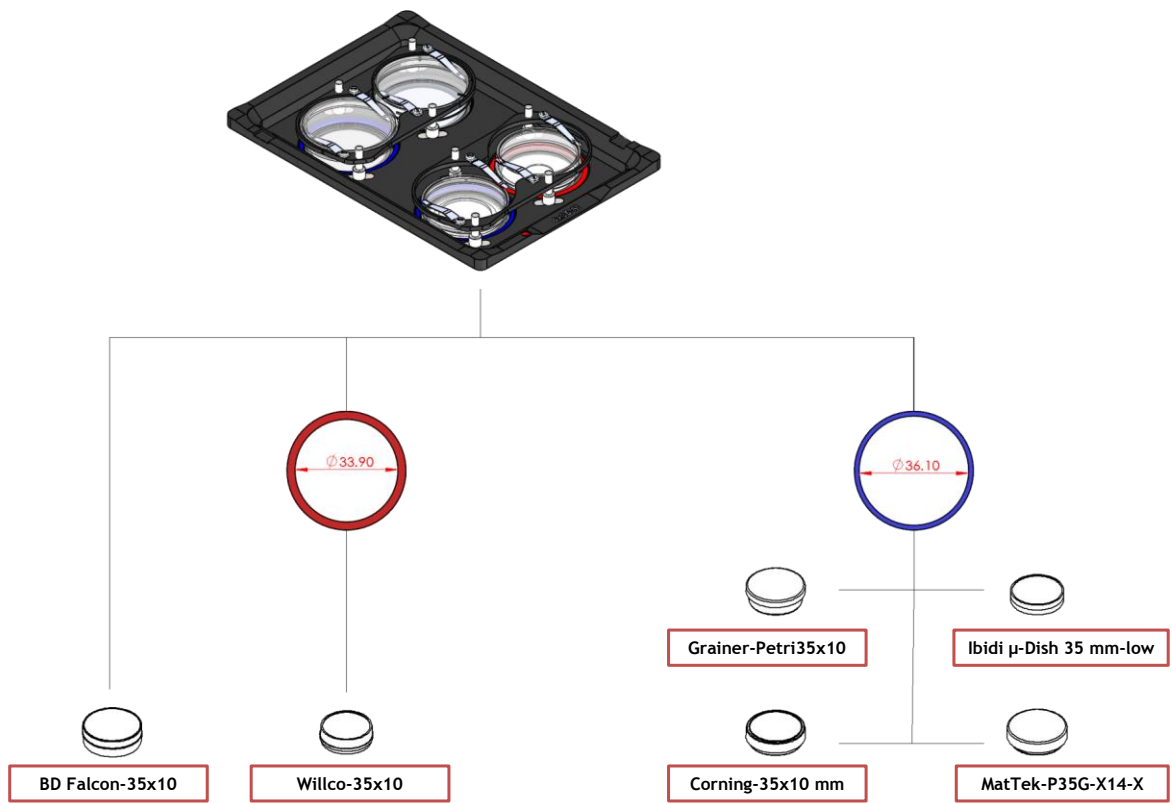 Ø33.90
Ø36.10
Grainer-Petri35x10
Ibidi µ-Dish 35 mm-low
BD Falcon-35x10
Willco-35x10
Corning-35x10 mm
MatTek-P35G-X14-X